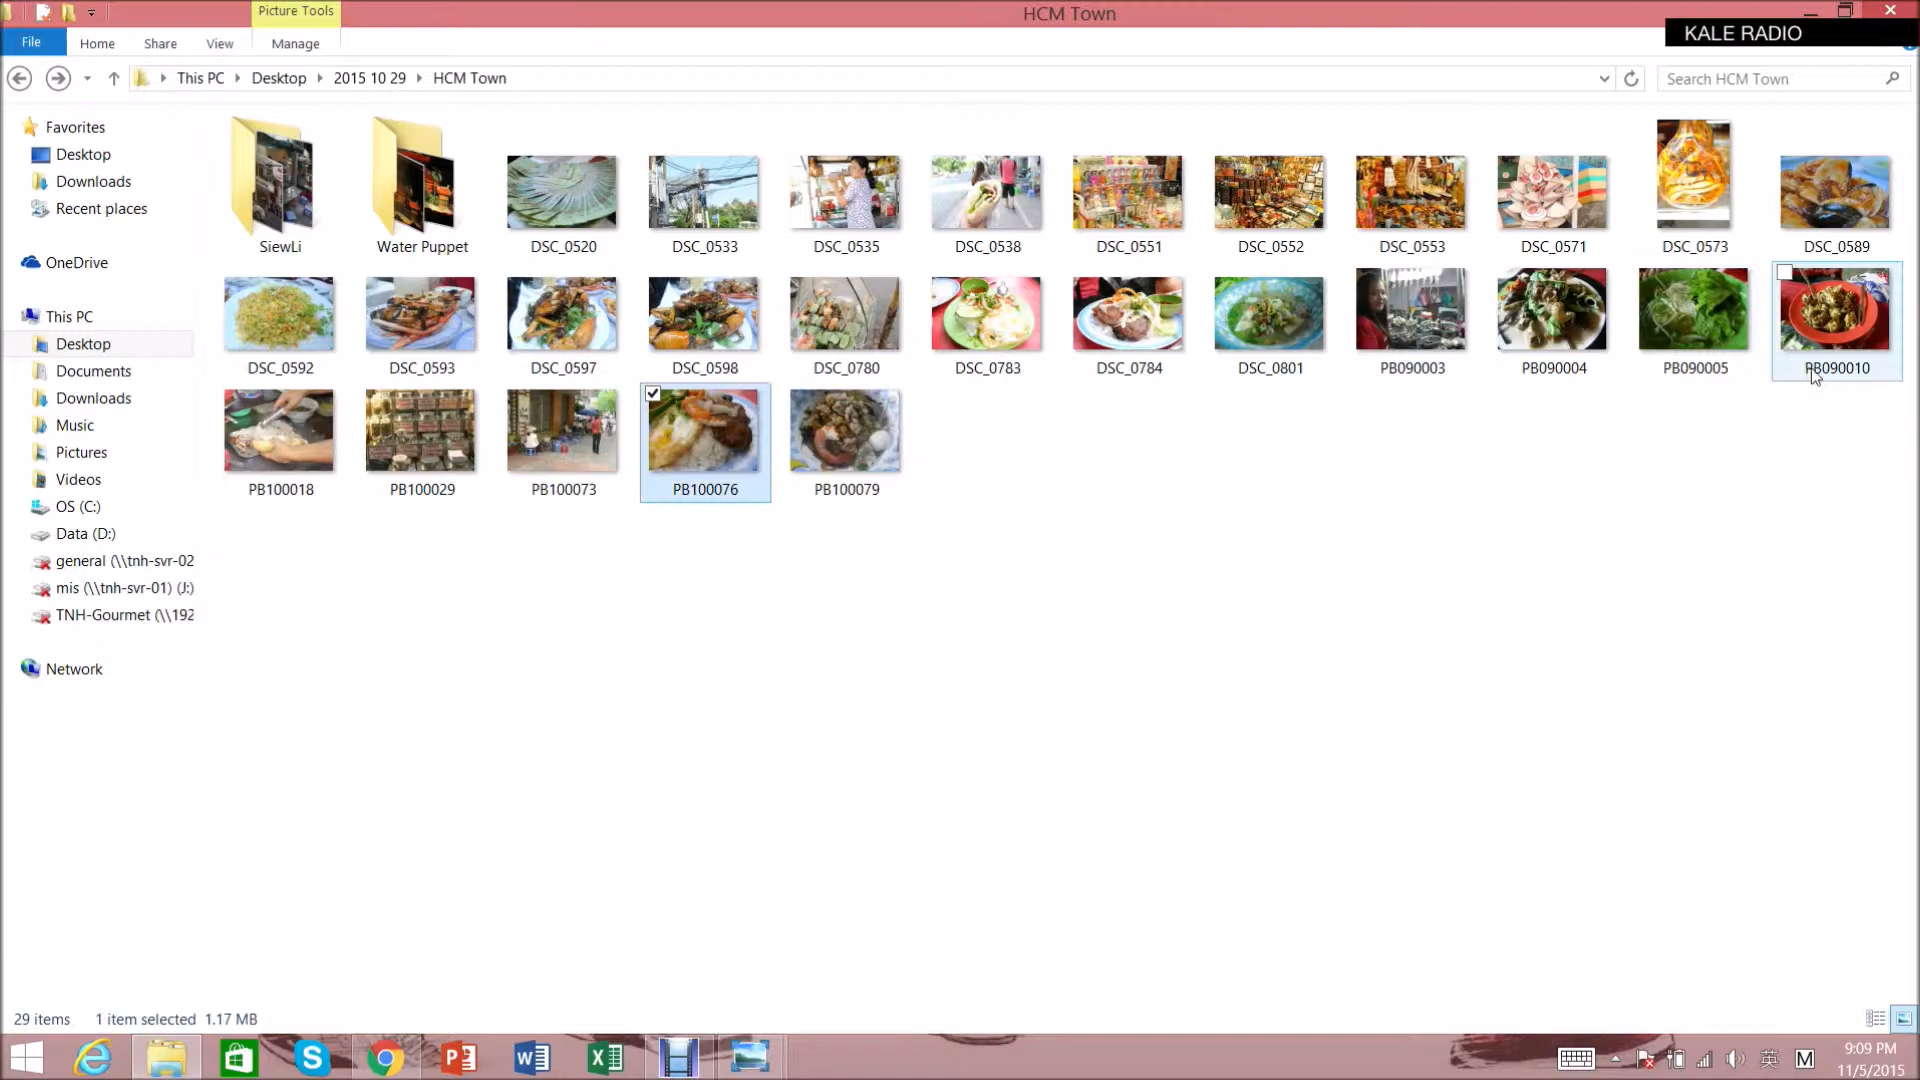 Picture Tools
HCM Town
KALE RADIO
File
Home
Share
View
Manage
This PC
Desktop
2015 10 29
HCM Town
Search HCM Town
Favorites
Desktop
Downloads
Recent places
OneDrive
This PC
Desktop
Documents
Downloads
Music
Pictures
Videos
OS (C:)
Data (D:)
general (\\tnh-svr-02
mis (\\tnh-svr-01) (J:)
TNH-Gourmet (\\192
Network
SiewLi
Water Puppet
DSC_0520
DSC_0533
DSC_0535
DSC_0538
DSC_0551
DSC_0552
DSC_0553
DSC_0571
DSC_0573
DSC_0589
DSC_0592
DSC_0593
DSC_0597
DSC_0598
DSC_0780
DSC_0783
DSC_0784
DSC_0801
PB090003
PB090004
PB090005
PB090010
PB100018
PB100029
PB100073
PB100076
PB100079
29 items
1 item selected 1.17 MB
英
M
9:09 PM
11/5/2015